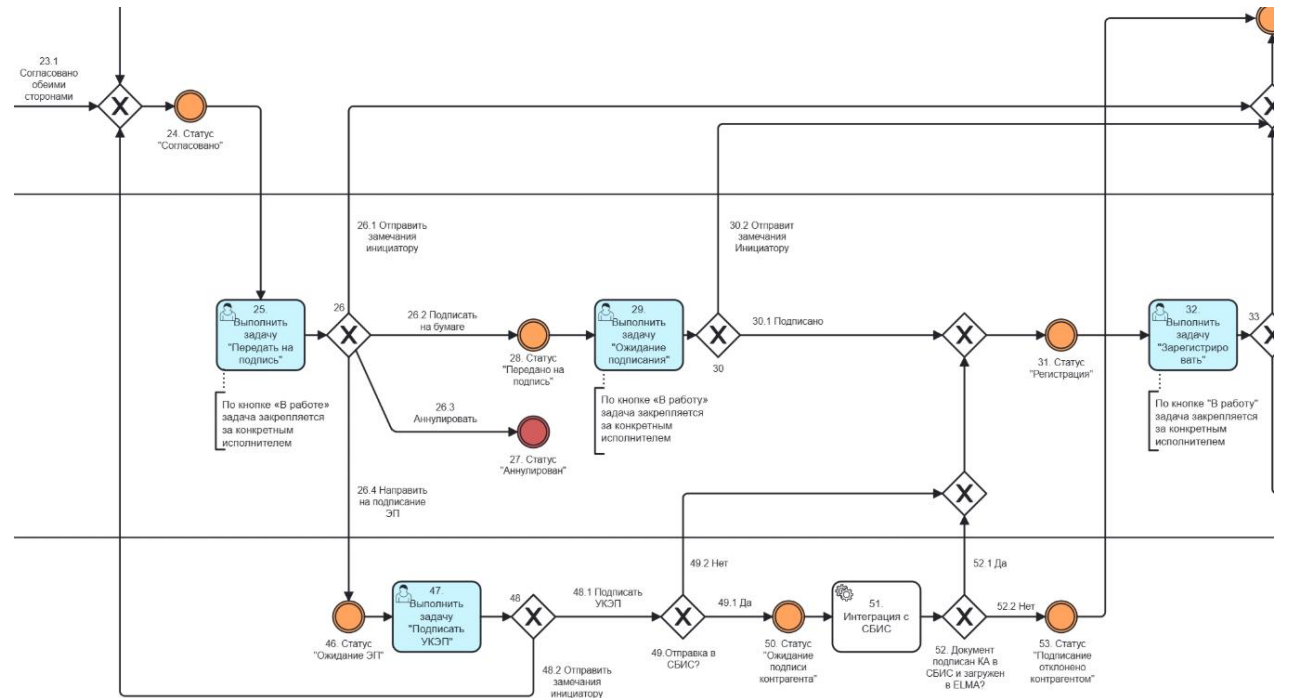 23.1
Согласовано
обеими
сторонами
24. Статус
"Согласовано"
26.1 Отправить
замечания
инициатору
30.2 Отправит
замечания
Инициатору
25.
Выполнить
задачу
"Передать на
подпись"
26
26.2 Подписать
на бумаге
28. Статус
"Передано на
подпись"
29.
Выполнить
задачу
"Ожидание
подписания"
30.1 Подписано
30
31. Статус
"Регистрация"
32.
Выполнить
задачу
"Зарегистриро
вать"
33
По кнопке «В работе»
задача закрепляется
за конкретным
исполнителем
26.3
Аннулировать
27. Статус
"Аннулирован"
По кнопке «В работу»
задача закрепляется
за конкретным
исполнителем
По кнопке "В работу"
задача закрепляется
за конкретным
исполнителем
26.4 Направить
на подписание
ЭП
46. Статус
"Ожидание ЭП"
47.
Выполнить
задачу
"Подписать
УКЭП"
48
48.1 Подписать
УКЭП
48.2 Отправить
замечания
инициатору
49.2 Нет
49.Отправка в
СБИС?
49.1 Да
50. Статус
"Ожидание
подписи
контрагента"
51.
Интеграция с
СБИС
52.1 Да
52. Документ
подписан КА в
СБИС и загружен
в ELMA?
52.2 Нет
53. Статус
"Подписание
отклонено
контрагентом"